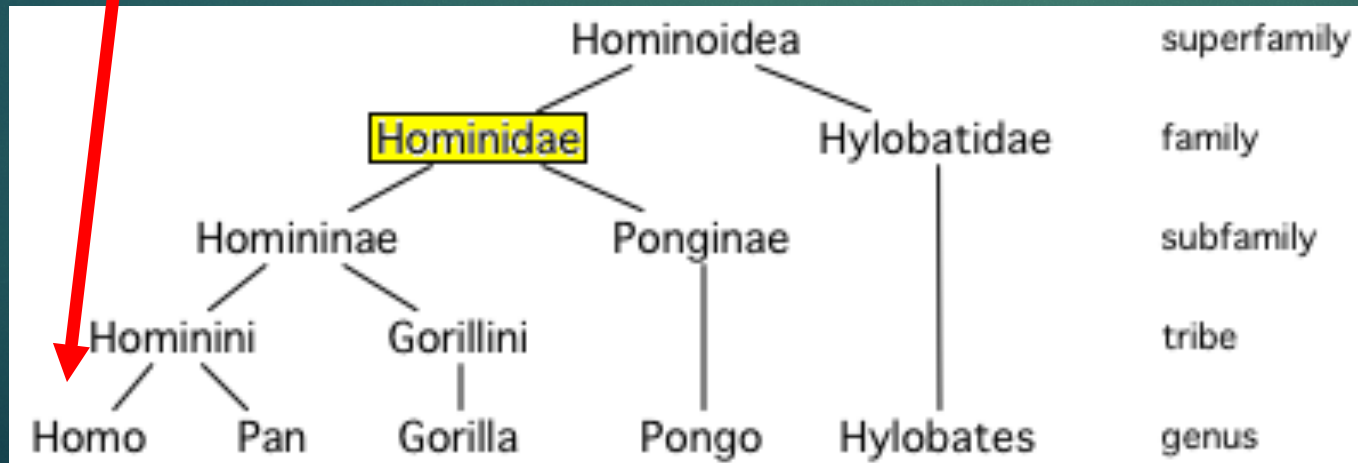 Hominoidea superfamily
Hominidae Hylobatidae family
Homininae Ponginae subfamily
Hominini Gorillini tribe
Homo Pan Gorilla Pongo Hylobates genus